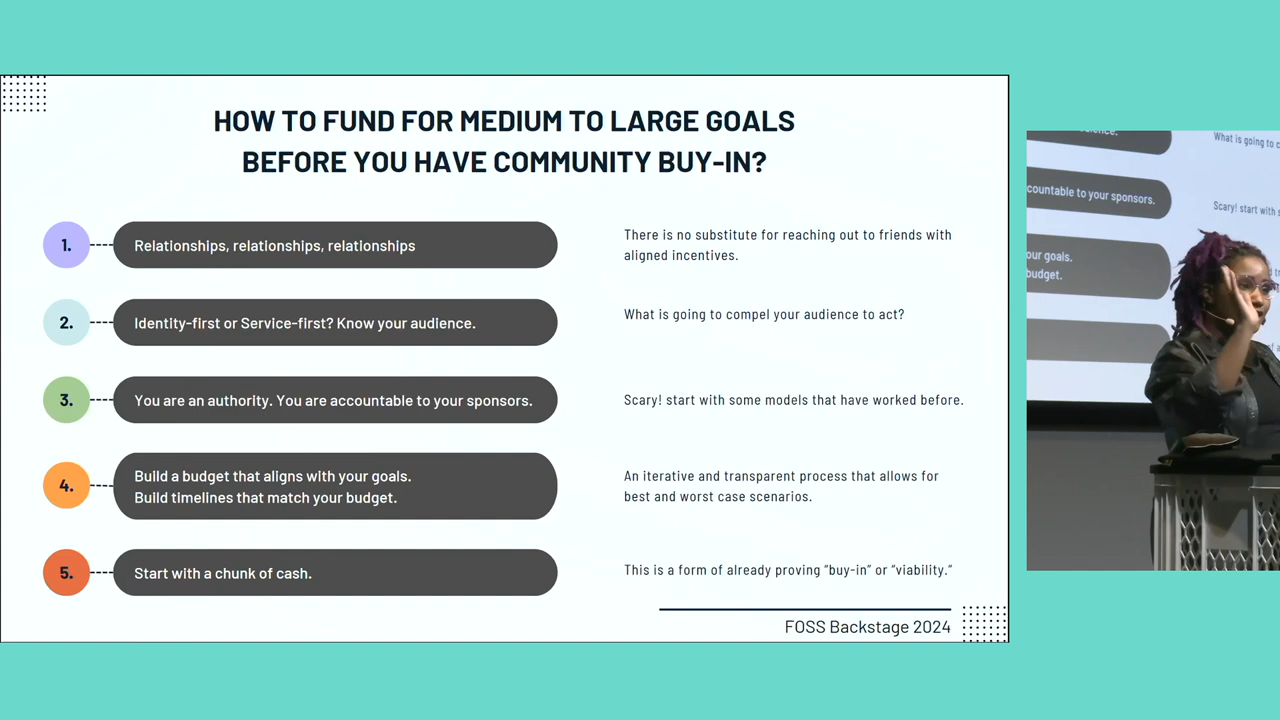 HOW TO FUND FOR MEDIUM TO LARGE GOALS
BEFORE YOU HAVE COMMUNITY BUY-IN?
1.
Relationships, relationships, relationships
There is no substitute for reaching out to friends with
aligned incentives.
2.
Identity-first or Service-first? Know your audience.
What is going to compel your audience to act?
3.
You are an authority. You are accountable to your sponsors.
Scary! start with some models that have worked before.
4.
Build a budget that aligns with your goals.
Build timelines that match your budget.
An iterative and transparent process that allows for
best and worst case scenarios.
5.
Start with a chunk of cash.
This is a form of already proving “buy-in” or “viability.”
FOSS Backstage 2024
What is going to
to your sponsors.
Scary! start with
goals.
budget.